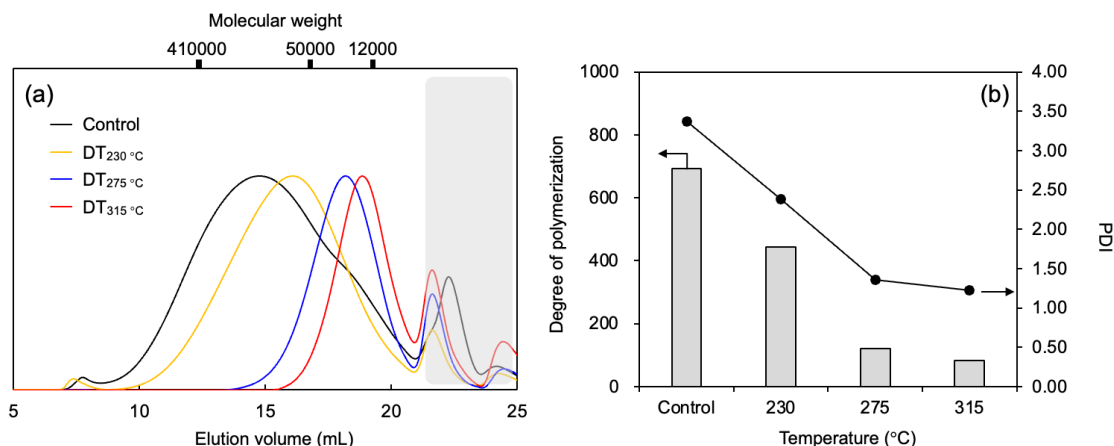 Molecular weight
410000 50000 12000
(a)
Control
DT230 °C
DT275 °C
DT315 °C
5 10 15 20 25
Elution volume (mL)
(b)
1000
800
600
400
200
0
Degree of polymerization
4.00
3.50
3.00
2.50
2.00
1.50
1.00
0.50
0.00
PDI
Control 230 275 315
Temperature (°C)